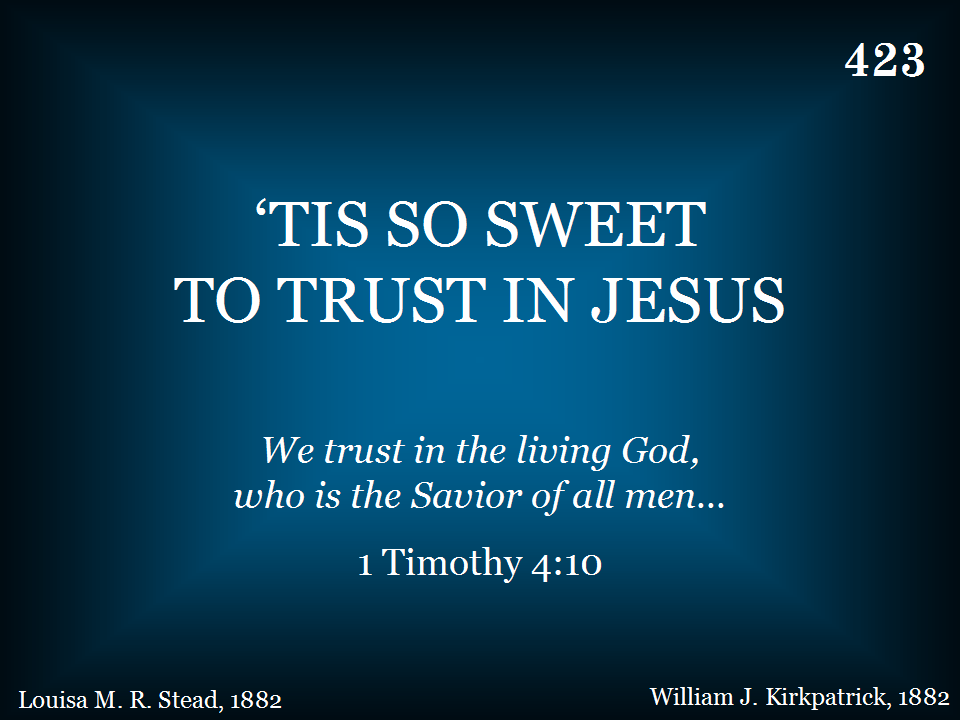 423
‘TIS SO SWEET
TO TRUST IN JESUS
We trust in the living God,
who is the Savior of all men...
1 Timothy 4:10
Louisa M. R. Stead, 1882
William J. Kirkpatrick, 1882